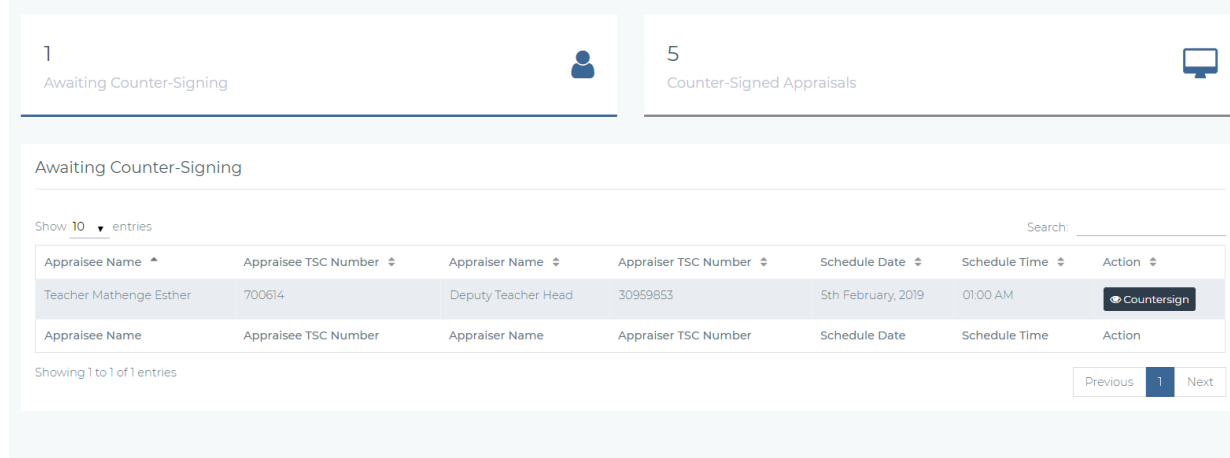 1
Awaiting Counter-Signing
5
Counter-Signed Appraisals
Awaiting Counter-Signing
Show 10 entries
Search:
Appraisee Name Appraisee TSC Number Appraiser Name Appraiser TSC Number Schedule Date Schedule Time Action
Teacher Mathenge Esther 700614 Deputy Teacher Head 30959853 5th February, 2019 01:00 AM Countersign
Appraisee Name Appraisee TSC Number Appraiser Name Appraiser TSC Number Schedule Date Schedule Time Action
Showing 1 to 1 of 1 entries
Previous 1 Next